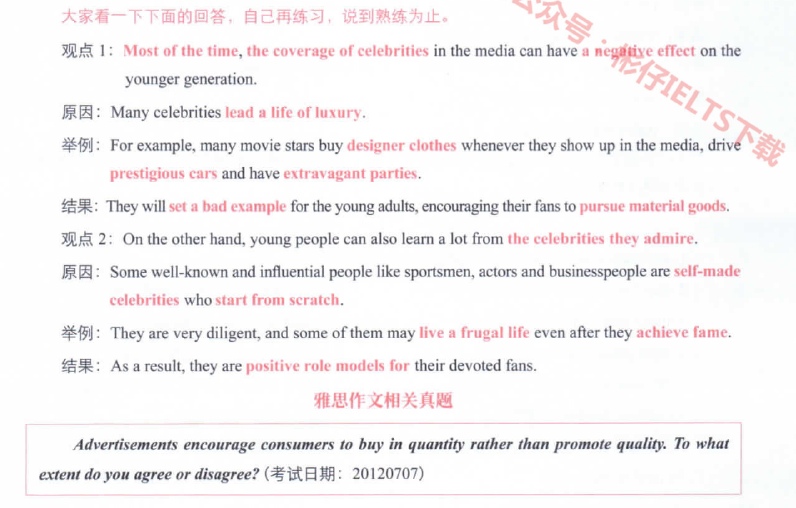 大家看一下下面的回答，自己再练习，说到熟练为止。
公众号·彬仔IELTS下载
观点 1：Most of the time, the coverage of celebrities in the media can have a negative effect on the
younger generation.
原因：Many celebrities lead a life of luxury.
举例：For example, many movie stars buy designer clothes whenever they show up in the media, drive
prestigious cars and have extravagant parties.
结果：They will set a bad example for the young adults, encouraging their fans to pursue material goods.
观点 2：On the other hand, young people can also learn a lot from the celebrities they admire.
原因：Some well-known and influential people like sportsmen, actors and businesspeople are self-made
celebrities who start from scratch.
举例：They are very diligent, and some of them may live a frugal life even after they achieve fame.
结果：As a result, they are positive role models for their devoted fans.
雅思作文相关真题
Advertisements encourage consumers to buy in quantity rather than promote quality. To what
extent do you agree or disagree? (考试日期：20120707)